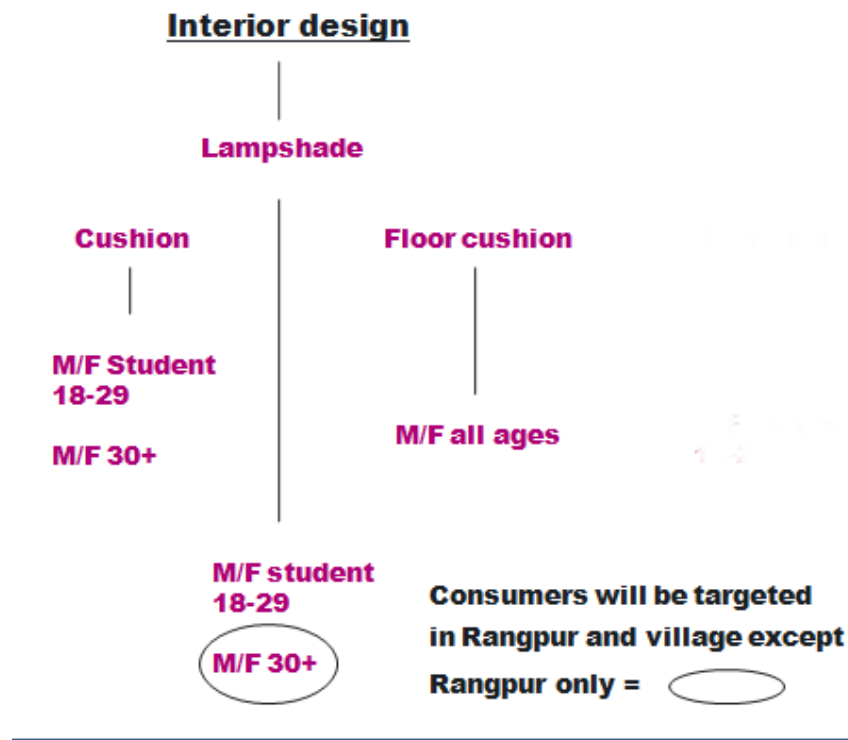 Interior design
Lampshade
Cushion
Floor cushion
M/F Student
18-29
M/F 30+
M/F all ages
M/F student
18-29
M/F 30+
Consumers will be targeted
in Rangpur and village except
Rangpur only =